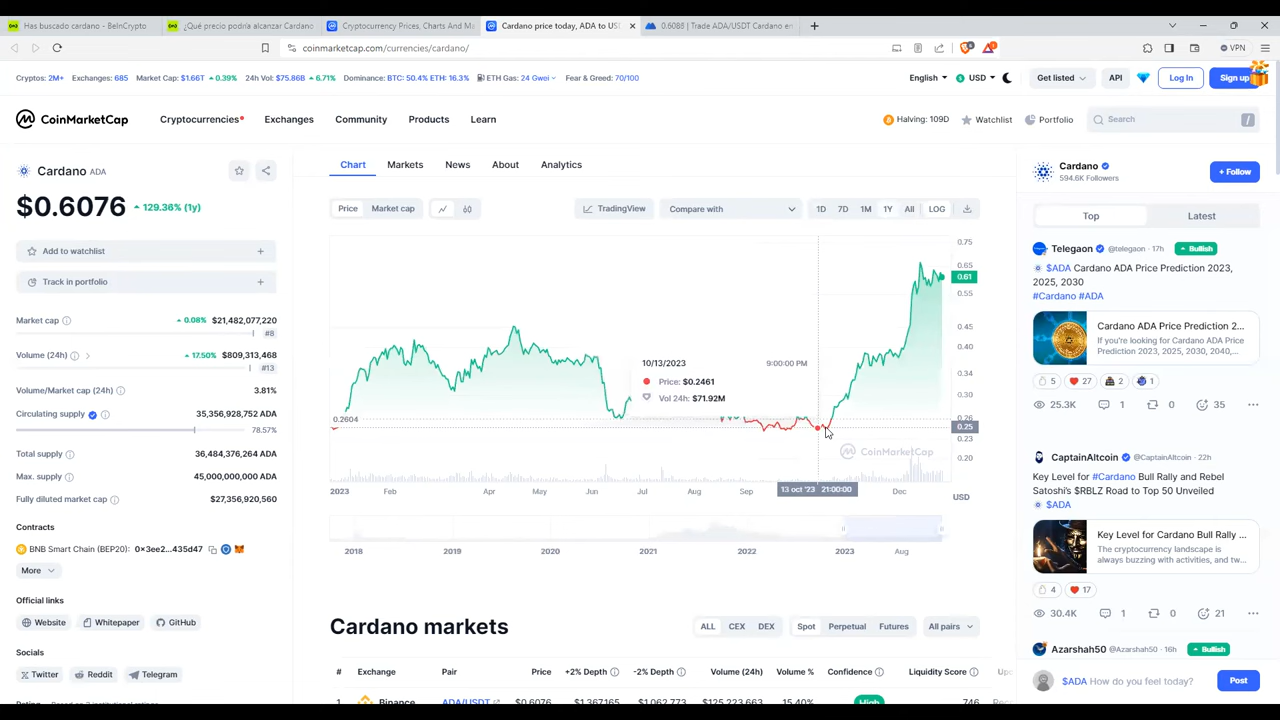 Has buscado cardano - BeInCrypto
¿Qué precio podría alcanzar Cardano
Cryptocurrency Prices, Charts And Ma
Cardano price today, ADA to US
0.6088 | Trade ADA/USDT Cardano en
coinmarketcap.com/currencies/cardano/
VPN
Cryptos: 2M+ Exchanges: 685 Market Cap: $1.66T 0.39% 24h Vol: $75.86B 6.71% Dominance: BTC: 50.4% ETH: 16.3% ETH Gas: 24 Gwei Fear & Greed: 70/100
English USD Get listed API Log In Sign up
CoinMarketCap
Cryptocurrencies Exchanges Community Products Learn
Halving: 109D Watchlist Portfolio Search /
Cardano ADA
$0.6076 129.36% (1y)
Add to watchlist +
Track in portfolio +
Market cap 0.08% $21,482,077,220
#8
Volume (24h) 17.50% $809,313,468
#13
Volume/Market cap (24h) 3.81%
Circulating supply 35,356,928,752 ADA
78.57%
Total supply 36,484,376,264 ADA
Max. supply 45,000,000,000 ADA
Fully diluted market cap $27,356,920,560
Contracts
BNB Smart Chain (BEP20): 0x3ee2...435d47
More
Official links
Website Whitepaper GitHub
Socials
Twitter Reddit Telegram
Chart Markets News About Analytics
Price Market cap
TradingView Compare with 1D 7D 1M 1Y All LOG
0.75
0.65
0.61
0.55
0.45
0.40
0.34
0.30
0.26
0.25
0.23
0.20
10/13/2023 9:00:00 PM
Price: $0.2461
Vol 24h: $71.92M
0.2604
CoinMarketCap
2023 Feb Apr May Jun Jul Aug Sep 13 oct '23 21:00:00 Dec
USD
2018 2019 2020 2021 2022 2023 Aug
Cardano markets
ALL CEX DEX Spot Perpetual Futures All pairs
# Exchange Pair Price +2% Depth -2% Depth Volume (24h) Volume % Confidence Liquidity Score
1 Binance ADA/USDT $0.6076 $1,367,165 $1,062,773 $125,223,663 15.40% High 746
Cardano
594.6K Followers
+ Follow
Top Latest
Telegaon @telegaon · 17h Bullish
$ADA Cardano ADA Price Prediction 2023,
2025, 2030
#Cardano #ADA
Cardano ADA Price Prediction 2...
If you're looking for Cardano ADA Price
Prediction 2023, 2025, 2030, 2040,...
5 27 2 1
25.3K 1 0 35
CaptainAltcoin @CaptainAltcoin · 22h
Key Level for #Cardano Bull Rally and Rebel
Satoshi's $RBLZ Road to Top 50 Unveiled
$ADA
Key Level for Cardano Bull Rally ...
The cryptocurrency landscape is
always buzzing with activities, and tw...
4 17
30.4K 1 0 21
Azarshah50 @Azarshah50 · 16h Bullish
$ADA How do you feel today? Post